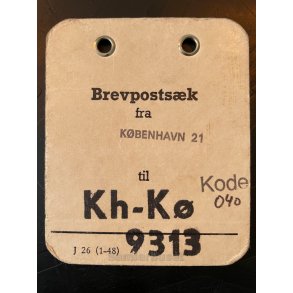 Brevpostsæk
fra
KØBENHAVN 21
til
Kode
Kh-Kø
040
9313
J 26 (1-48)